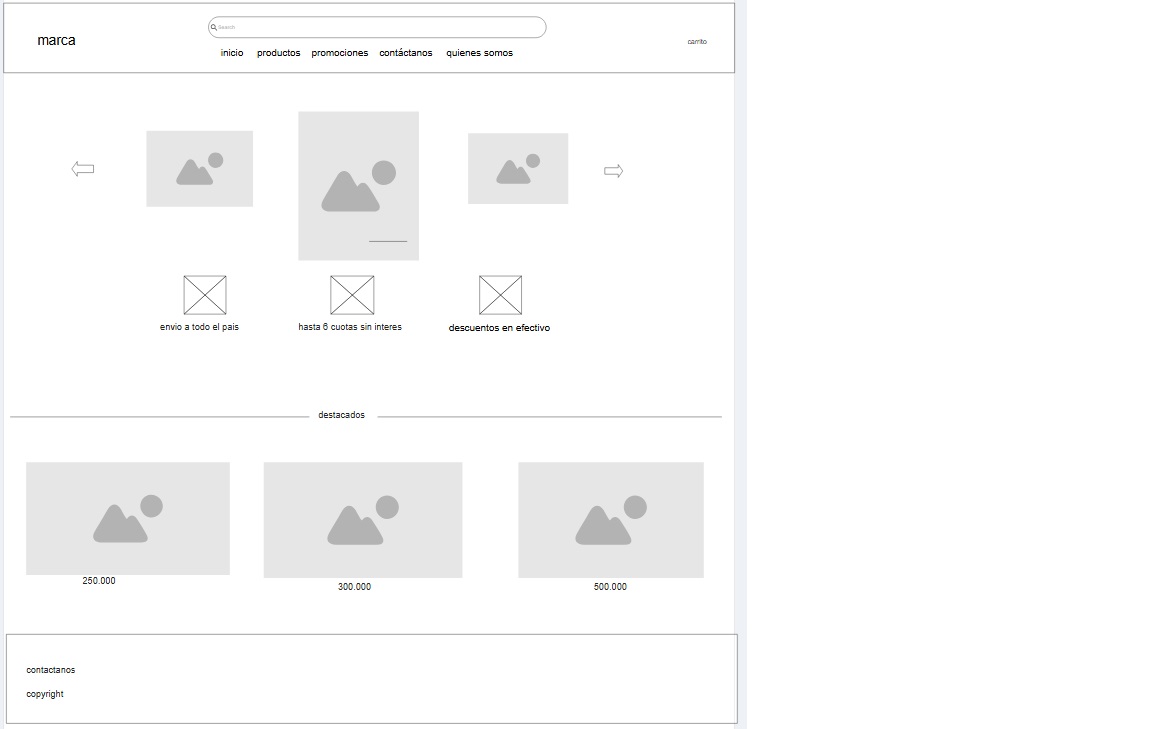 Search
marca
inicio productos promociones contáctanos quienes somos
carrito
envio a todo el pais
hasta 6 cuotas sin interes
descuentos en efectivo
destacados
250.000
300.000
500.000
contactanos
copyright